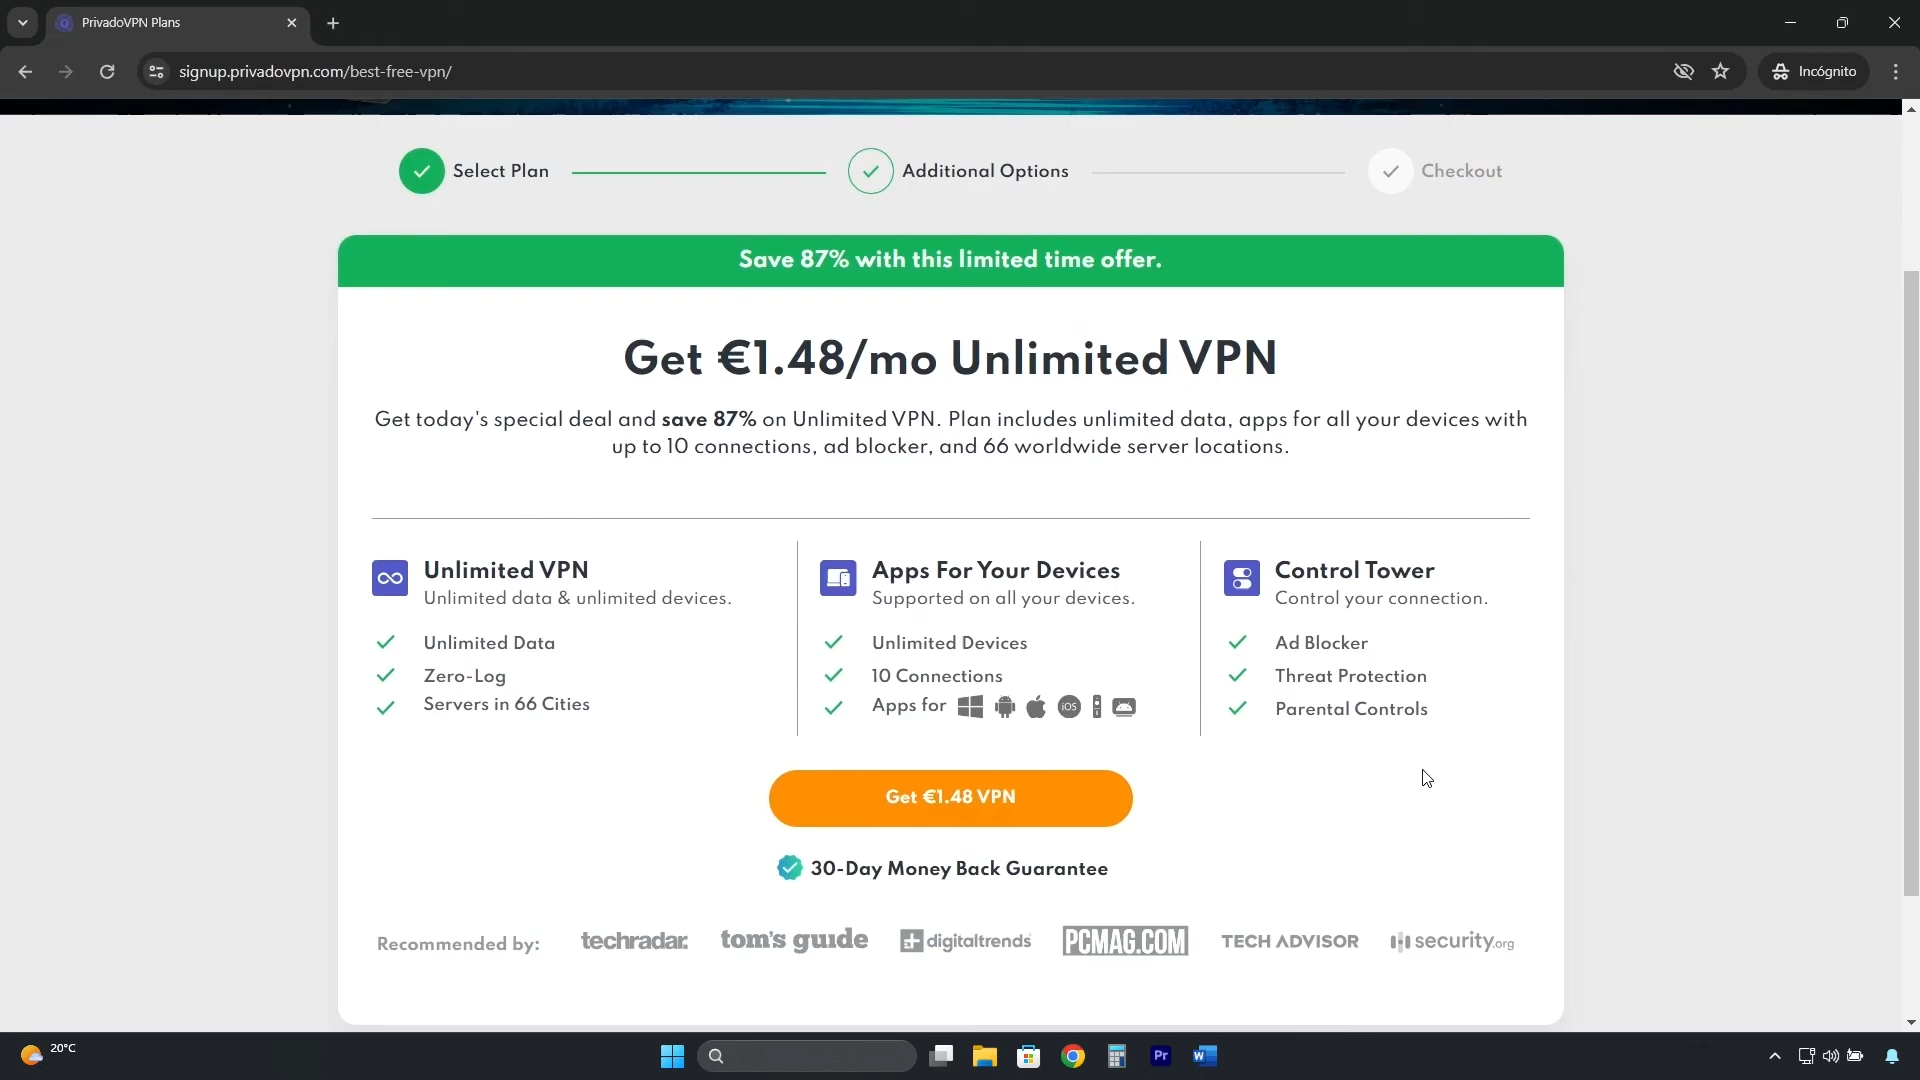 PrivadoVPN Plans
signup.privadovpn.com/best-free-vpn/
Incógnito
Select Plan
Additional Options
Checkout
Save 87% with this limited time offer.
Get €1.48/mo Unlimited VPN
Get today's special deal and save 87% on Unlimited VPN. Plan includes unlimited data, apps for all your devices with
up to 10 connections, ad blocker, and 66 worldwide server locations.
Unlimited VPN
Unlimited data & unlimited devices.
Unlimited Data
Zero-Log
Servers in 66 Cities
Apps For Your Devices
Supported on all your devices.
Unlimited Devices
10 Connections
Apps for
iOS
Control Tower
Control your connection.
Ad Blocker
Threat Protection
Parental Controls
Get €1.48 VPN
30-Day Money Back Guarantee
Recommended by:
techradar.
tom's guide
digitaltrends
PCMAG.COM
TECH ADVISOR
security.org
20°C
Pr
W